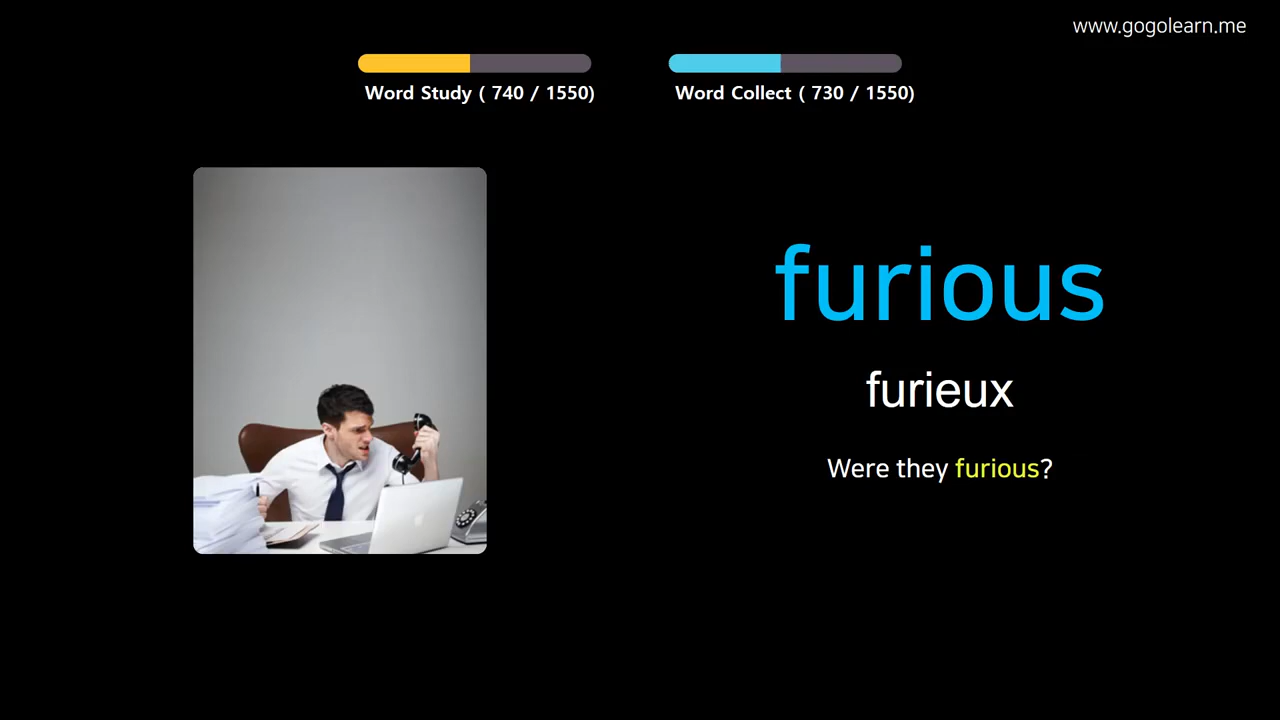 www.gogolearn.me
Word Study ( 740 / 1550)
Word Collect ( 730 / 1550)
furious
furieux
Were they furious?